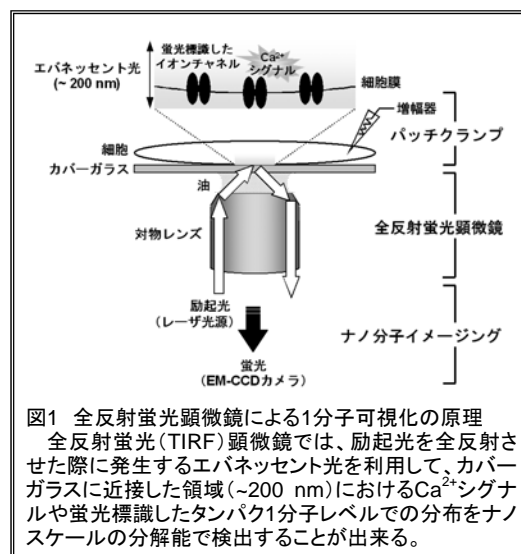 蛍光標識した
イオンチャネル
Ca²⁺
シグナル
エバネッセント光
(~ 200 nm)
細胞膜
増幅器
パッチクランプ
細胞
カバーガラス
油
対物レンズ
全反射蛍光顕微鏡
励起光
(レーザ光源)
ナノ分子イメージング
蛍光
(EM-CCDカメラ)
図1 全反射蛍光顕微鏡による1分子可視化の原理
全反射蛍光(TIRF)顕微鏡では、励起光を全反射さ
せた際に発生するエバネッセント光を利用して、カバー
ガラスに近接した領域(~200 nm)におけるCa²⁺シグナ
ルや蛍光標識したタンパク1分子レベルでの分布をナノ
スケールの分解能で検出することが出来る。